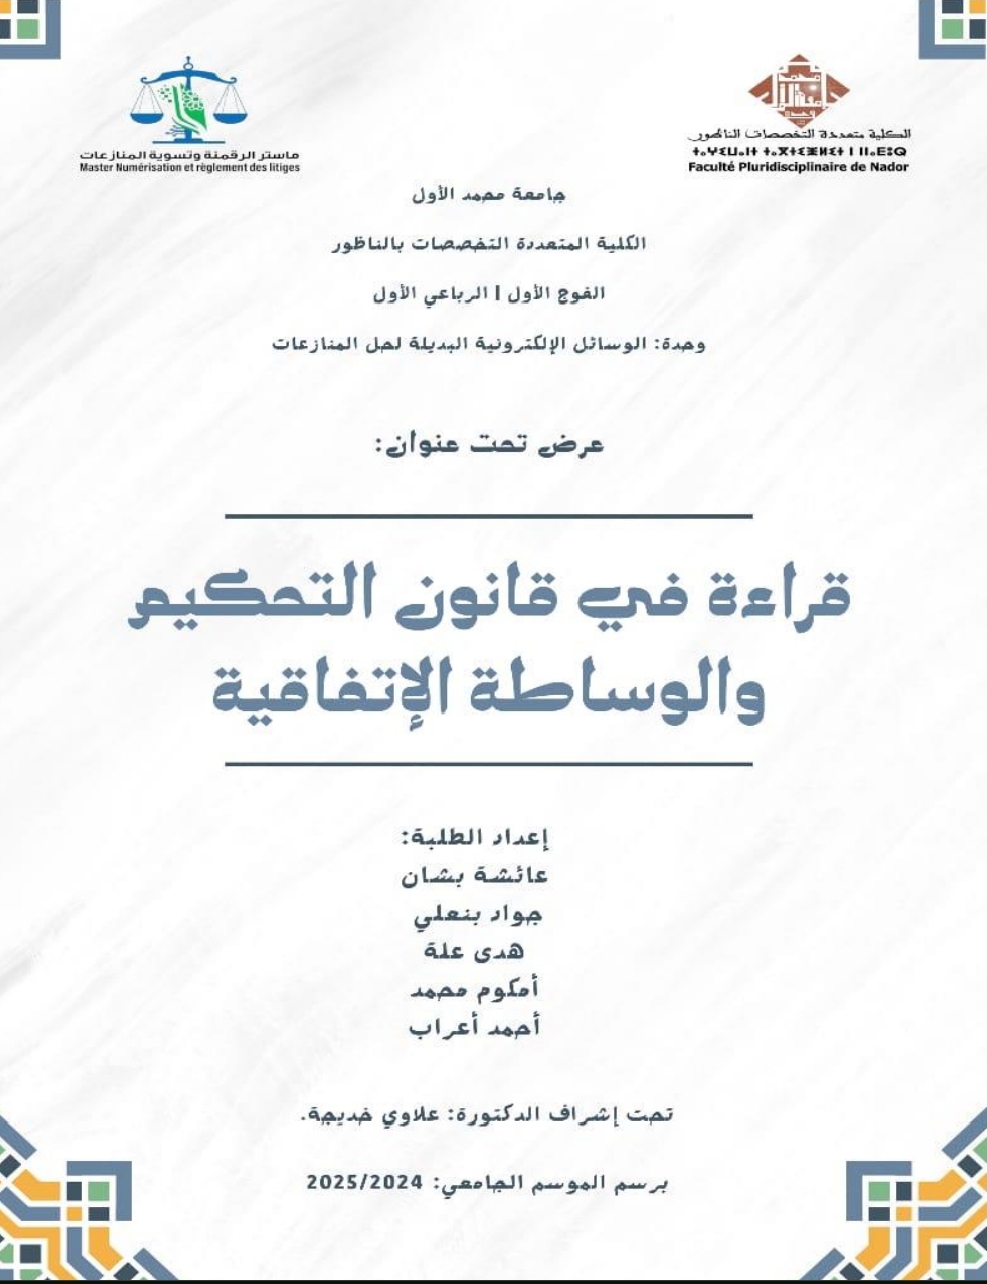 الكلية متعددة التخصصات الناظور
ⵜⴰⵖⵉⵡⴰⵏⵜ ⵜⴰⴳⵜⵉⵣⵍⵉⵜ ⵏ ⵏⵏⴰⴹⵓⵕ
Faculté Pluridisciplinaire de Nador
ماستر الرقمنة وتسوية المنازعات
Master Numérisation et règlement des litiges
جامعة محمد الأول
الكلية المتعددة التخصصات بالناظور
الفوج الأول | الرباعي الأول
وحدة: الوسائل الإلكترونية البديلة لحل المنازعات
عرض تحت عنوان:
قراءة في قانون التحكيم
والوساطة الإتفاقية
إعداد الطلبة:
عائشة بشان
جواد بنعلي
هدى علة
أمكوم محمد
أحمد أعراب
تحت إشراف الدكتورة: علاوي خديجة.
برسم الموسم الجامعي: 2025/2024